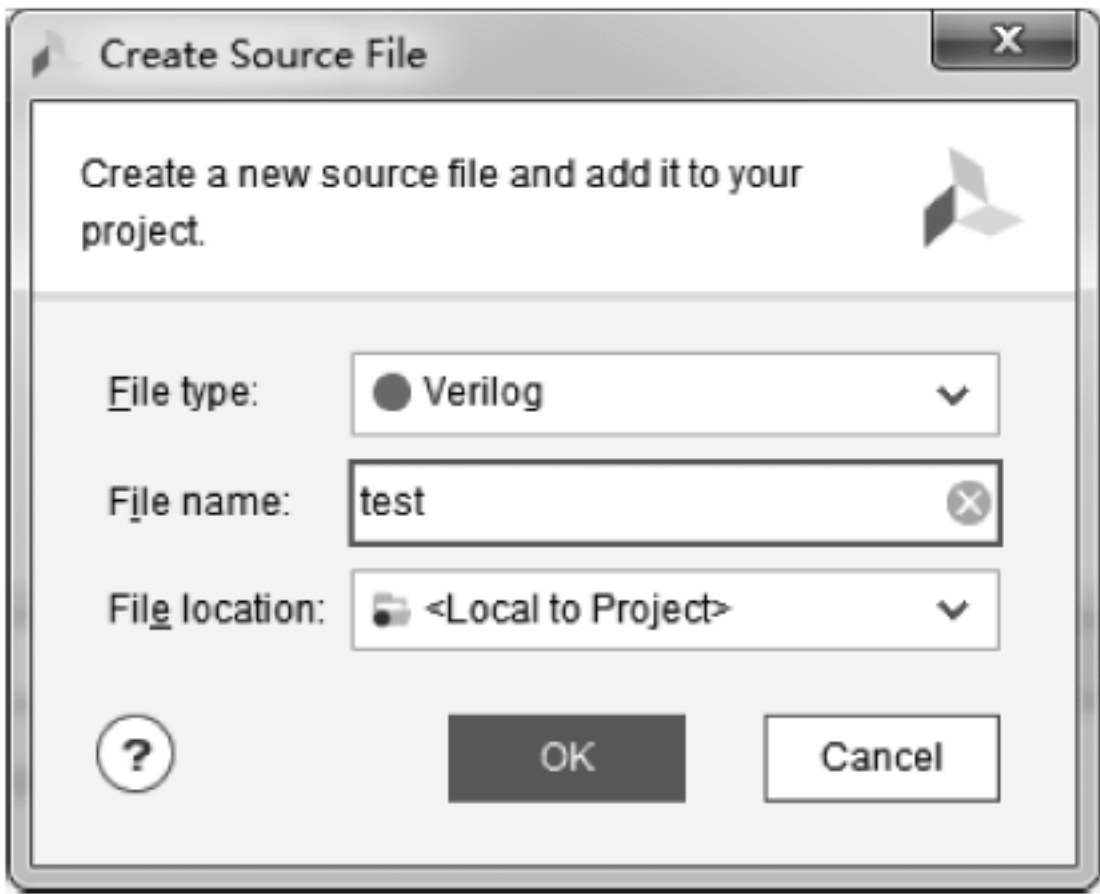 Create Source File
Create a new source file and add it to your
project.
File type: Verilog
File name: test
File location: <Local to Project>
? OK Cancel